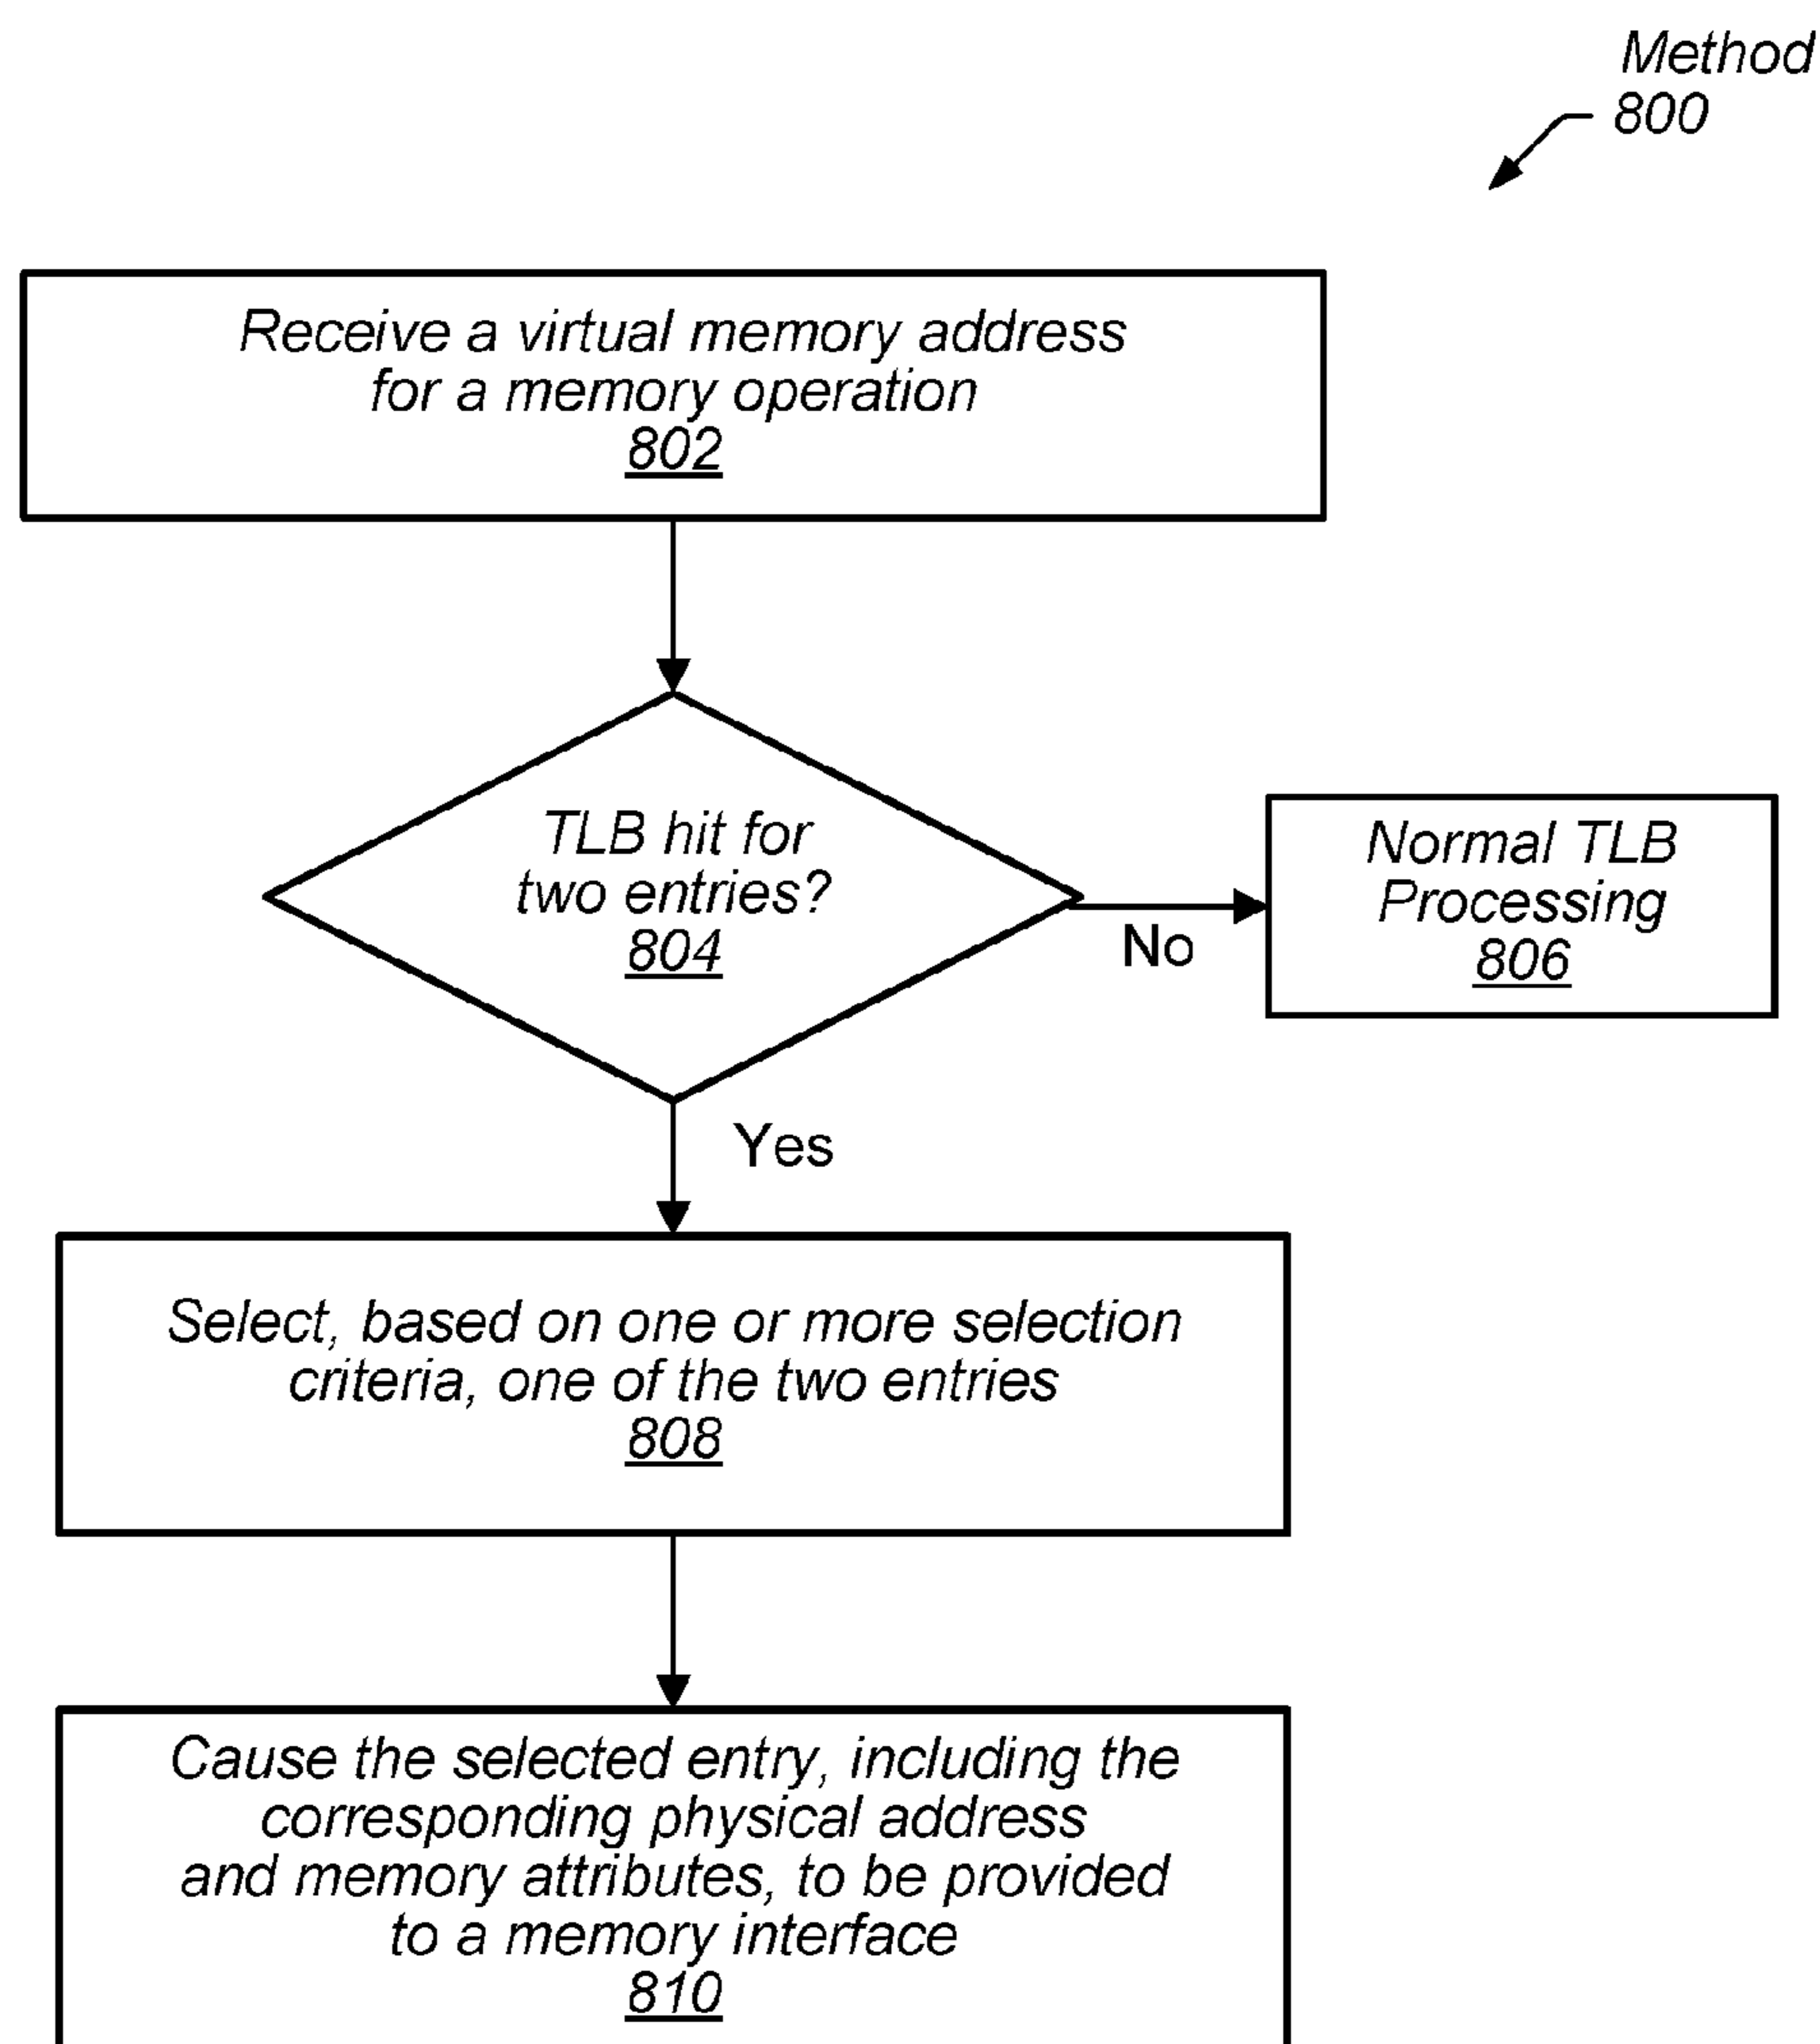 Method
800
Receive a virtual memory address
for a memory operation
802
TLB hit for
two entries?
804
No
Normal TLB
Processing
806
Yes
Select, based on one or more selection
criteria, one of the two entries
808
Cause the selected entry, including the
corresponding physical address
and memory attributes, to be provided
to a memory interface
810